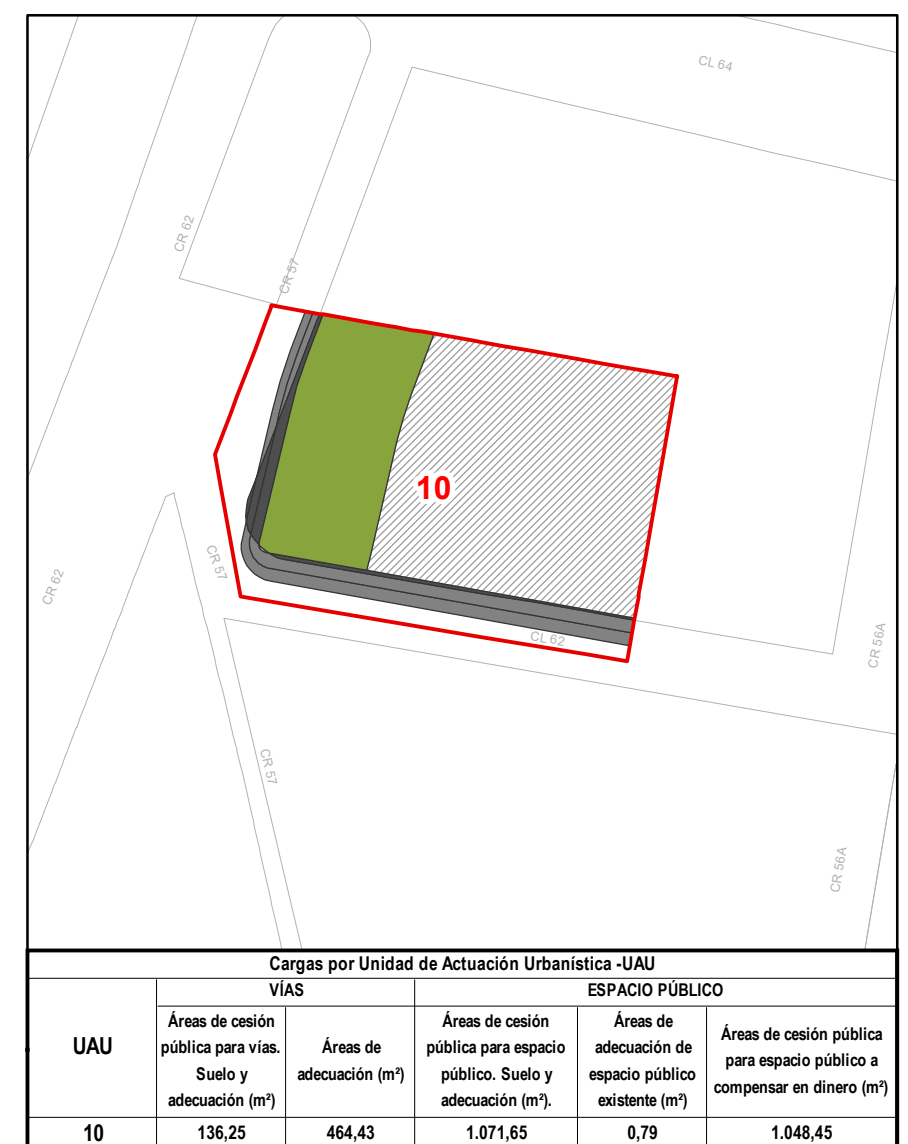 CL 64
CR 62
CR 57
10
CR 57
CR 62
CL 62
CR 56A
CR 57
CR 56A
Cargas por Unidad de Actuación Urbanística -UAU
VÍAS
ESPACIO PÚBLICO
UAU
Áreas de cesión
pública para vías.
Suelo y
adecuación (m²)
Áreas de
adecuación (m²)
Áreas de cesión
pública para espacio
público. Suelo y
adecuación (m²).
Áreas de
adecuación de
espacio público
existente (m²)
Áreas de cesión pública
para espacio público a
compensar en dinero (m²)
10 136,25 464,43 1.071,65 0,79 1.048,45